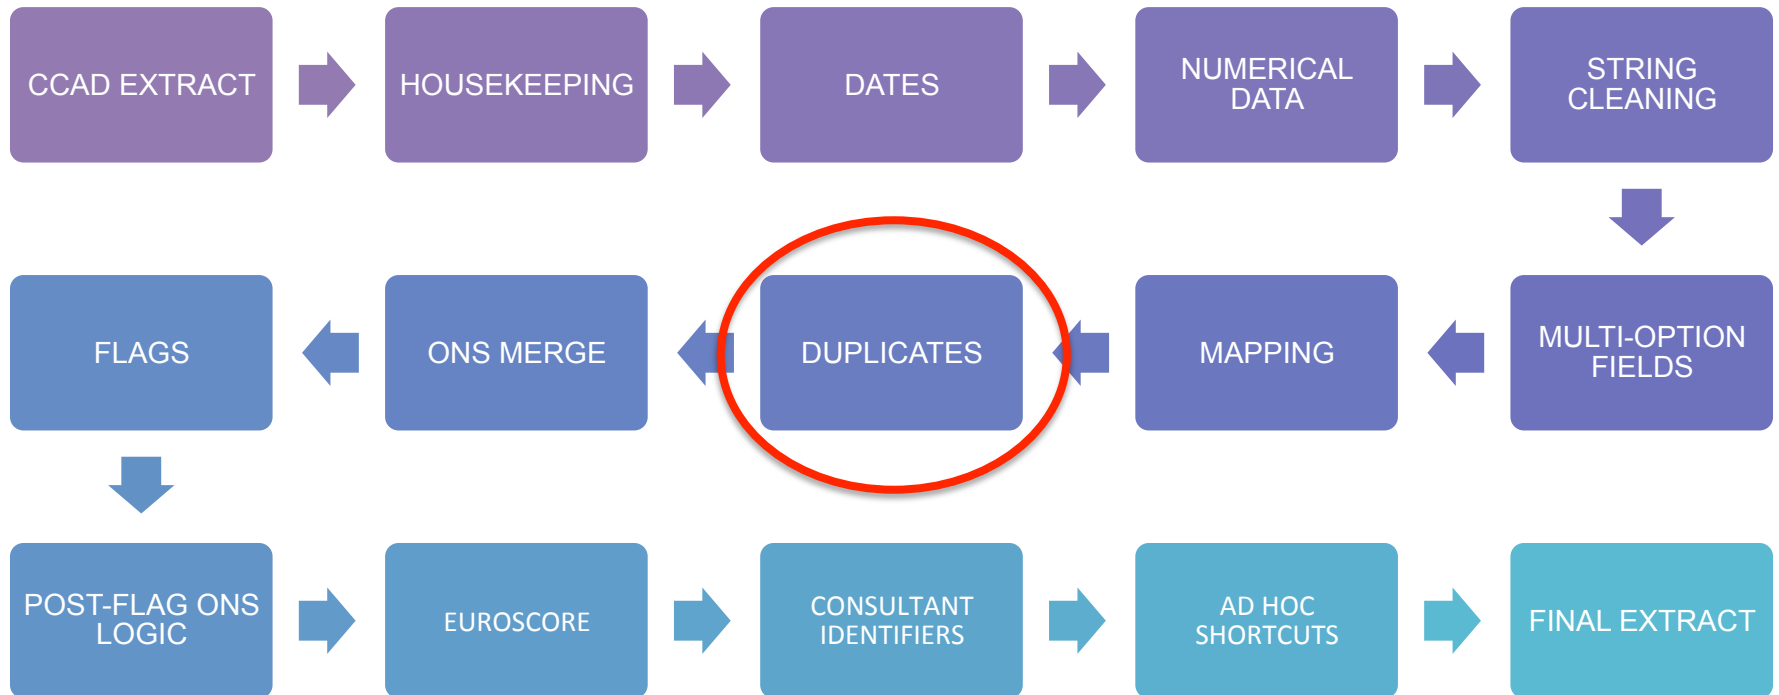 CCAD EXTRACT
HOUSEKEEPING
DATES
NUMERICAL
DATA
STRING
CLEANING
FLAGS
ONS MERGE
DUPLICATES
MAPPING
MULTI-OPTION
FIELDS
POST-FLAG ONS
LOGIC
EUROSCORE
CONSULTANT
IDENTIFIERS
AD HOC
SHORTCUTS
FINAL EXTRACT